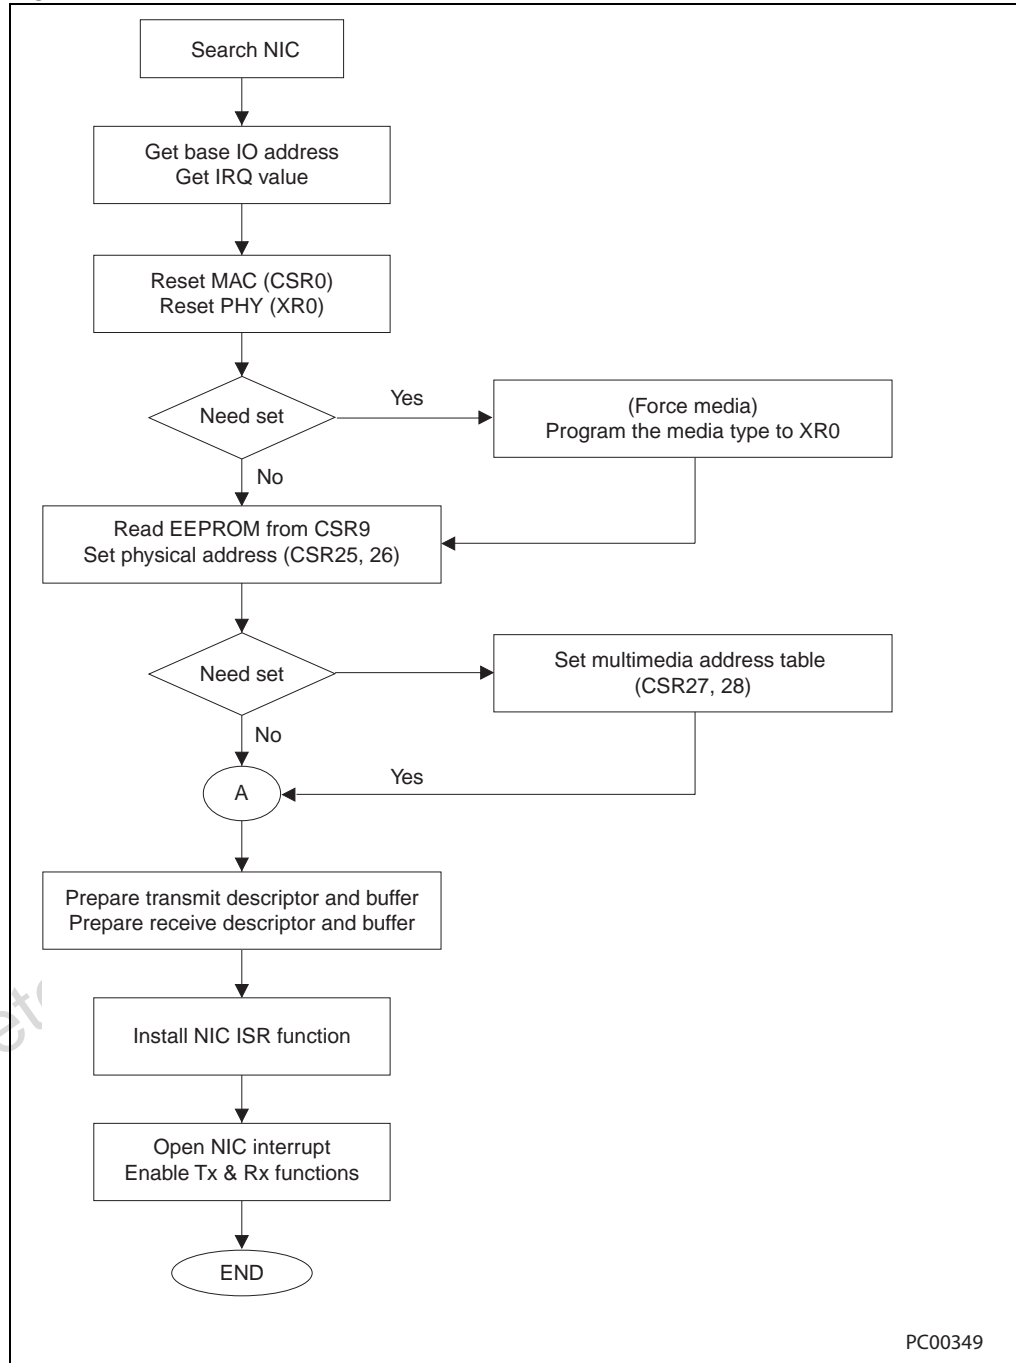 Search NIC
Get base IO address
Get IRQ value
Reset MAC (CSR0)
Reset PHY (XR0)
Need set
Yes
(Force media)
Program the media type to XR0
No
Read EEPROM from CSR9
Set physical address (CSR25, 26)
Need set
Set multimedia address table
(CSR27, 28)
No
Yes
A
Prepare transmit descriptor and buffer
Prepare receive descriptor and buffer
Install NIC ISR function
Open NIC interrupt
Enable Tx & Rx functions
END
PC00349